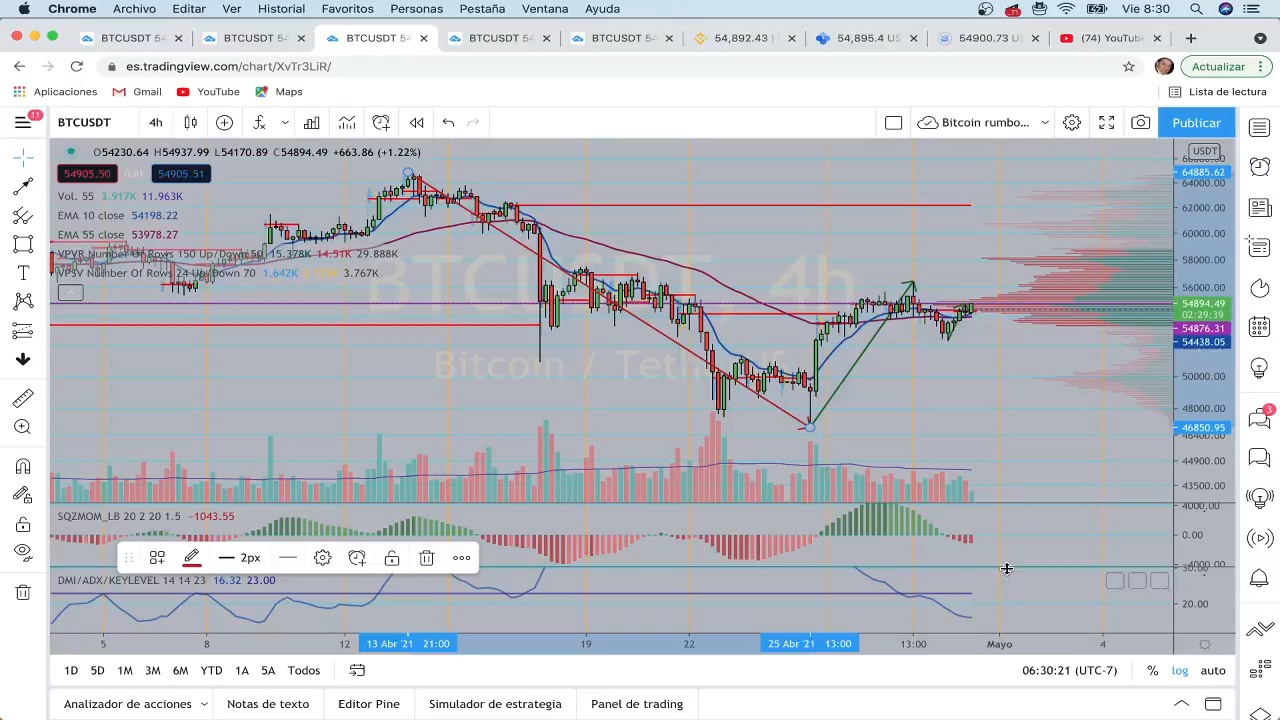 Chrome Archivo Editar Ver Historial Favoritos Personas Pestaña Ventana Ayuda .71 Vie 8:30
BTCUSDT 54 BTCUSDT 54 BTCUSDT 54 BTCUSDT 54 BTCUSDT 54 54,892.43 | 54,895.4 US 54900.73 US (74) YouTube
es.tradingview.com/chart/XvTr3LiR/ Actualizar
Aplicaciones Gmail YouTube Maps Lista de lectura
11 BTCUSDT 4h Bitcoin rumbo... Publicar
O54230.64 H54937.99 L54170.89 C54894.49 +663.86 (+1.22%) USDT
54905.50 0.01 54905.51 64885.62
64000.00
Vol. 55 3.917K 11.963K
62000.00
EMA 10 close 54198.22
EMA 55 close 53978.27 60000.00
VPVR Number Of Rows 150 Up/Down 50 15.378K 14.51K 29.888K
58000.00
VPSV Number Of Rows 24 Up/Down 70 1.642K 3.767K
56000.00
BTCUSDT, 4h
54894.49
02:29:39
54876.31
54438.05
Bitcoin / Tether
50000.00
48000.00
3
46850.95
44900.00
43500.00
SQZMOM_LB 20 2 20 1.5 −1043.55 4000.00
0.00
2px
DMI/ADX/KEYLEVEL 14 14 23 16.32 23.00
20.00
5 8 12 13 Abr '21 21:00 19 22 25 Abr '21 13:00 13:00 Mayo 4
1D 5D 1M 3M 6M YTD 1A 5A Todos 06:30:21 (UTC-7) % log auto
Analizador de acciones Notas de texto Editor Pine Simulador de estrategia Panel de trading